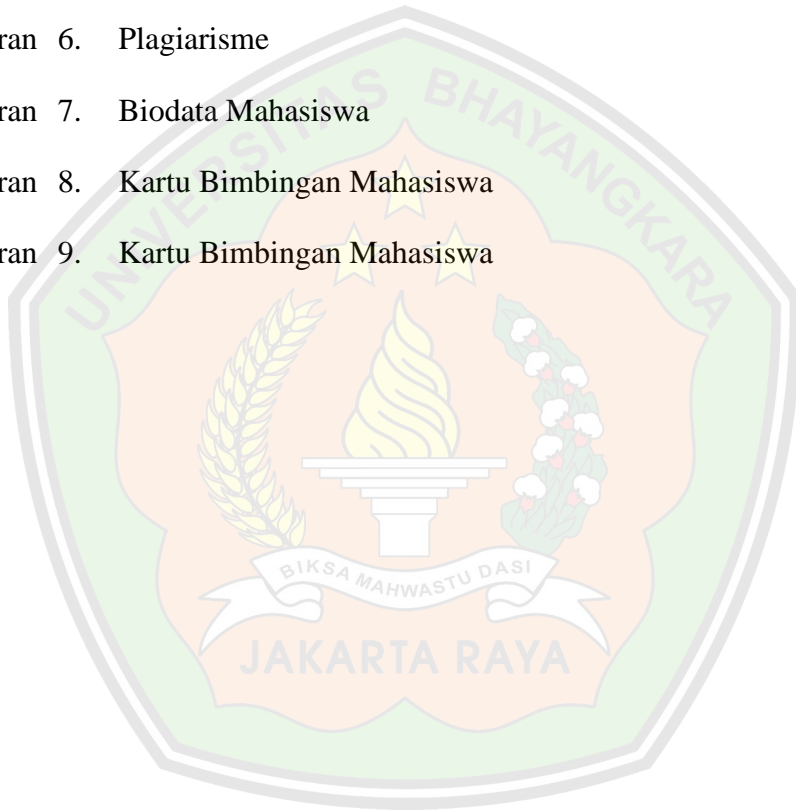 ran 6. Plagiarisme
ran 7. Biodata Mahasiswa
ran 8. Kartu Bimbingan Mahasiswa
ran 9. Kartu Bimbingan Mahasiswa
UNIVERSITAS BHAYANGKARA
BIKSA MAHWASTU DASI
JAKARTA RAYA